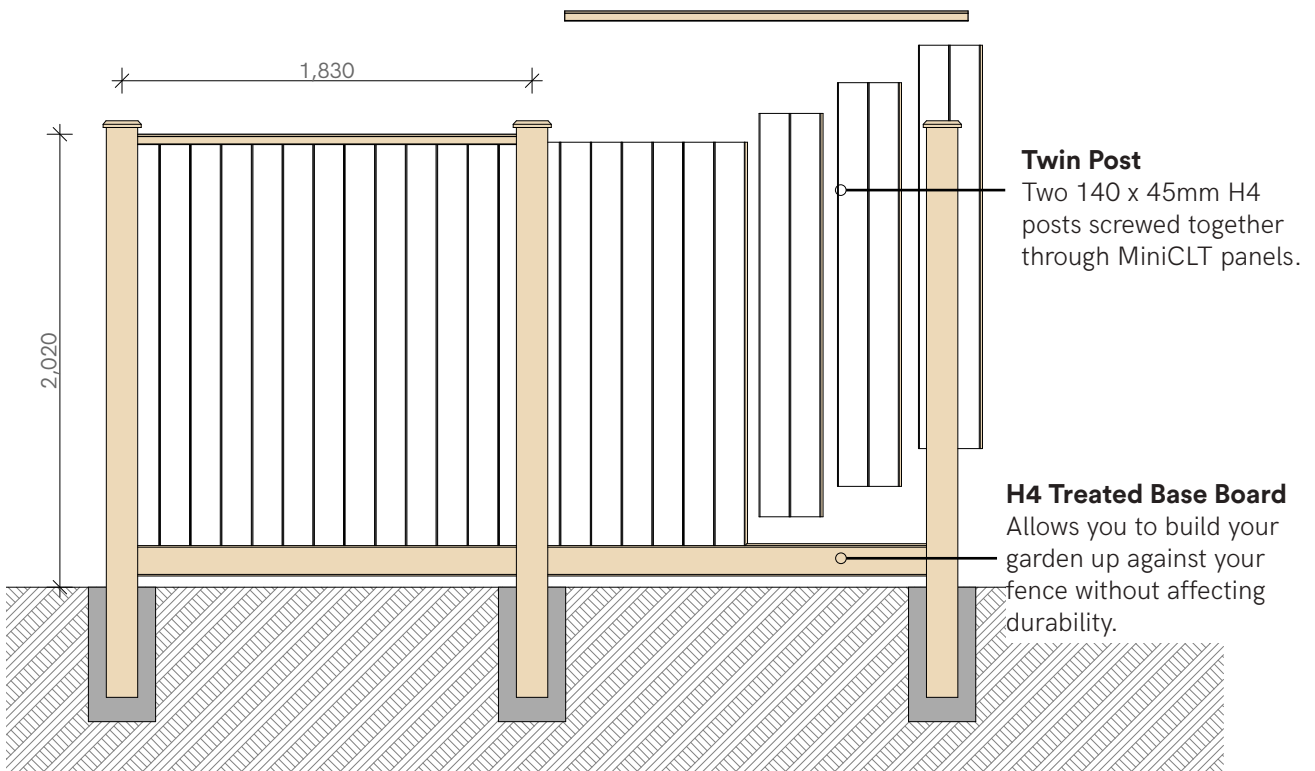 1,830
2,020
Twin Post
Two 140 x 45mm H4
posts screwed together
through MiniCLT panels.
H4 Treated Base Board
Allows you to build your
garden up against your
fence without affecting
durability.